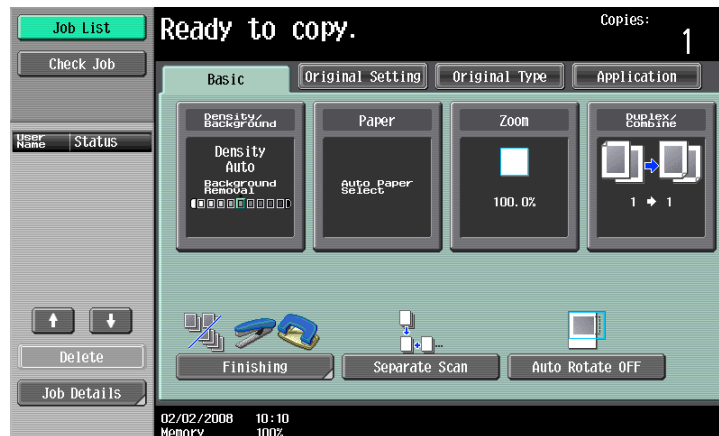 Job List
Check Job
User Name
Status
Delete
Job Details
Ready to copy.
Copies:
1
Basic
Original Setting
Original Type
Application
Density/
Background
Density
Auto
Background
Removal
Paper
Auto Paper
Select
Zoom
100.0%
Duplex/
Combine
1 → 1
Finishing
Separate Scan
Auto Rotate OFF
02/02/2008 10:10
Memory 100%